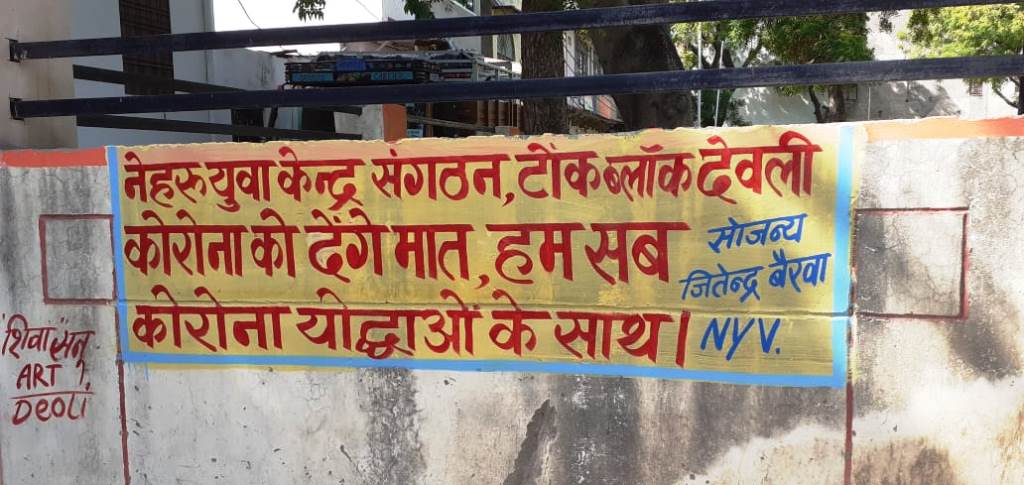 नेहरु युवा केन्द्र संगठन, टोंक ब्लॉक देवली
कोरोना को देंगे मात, हम सब
कोरोना योद्धाओं के साथ।
सोजन्य
जितेन्द्र बैरवा
NYV.
शिवा सन
ART
DeoLi